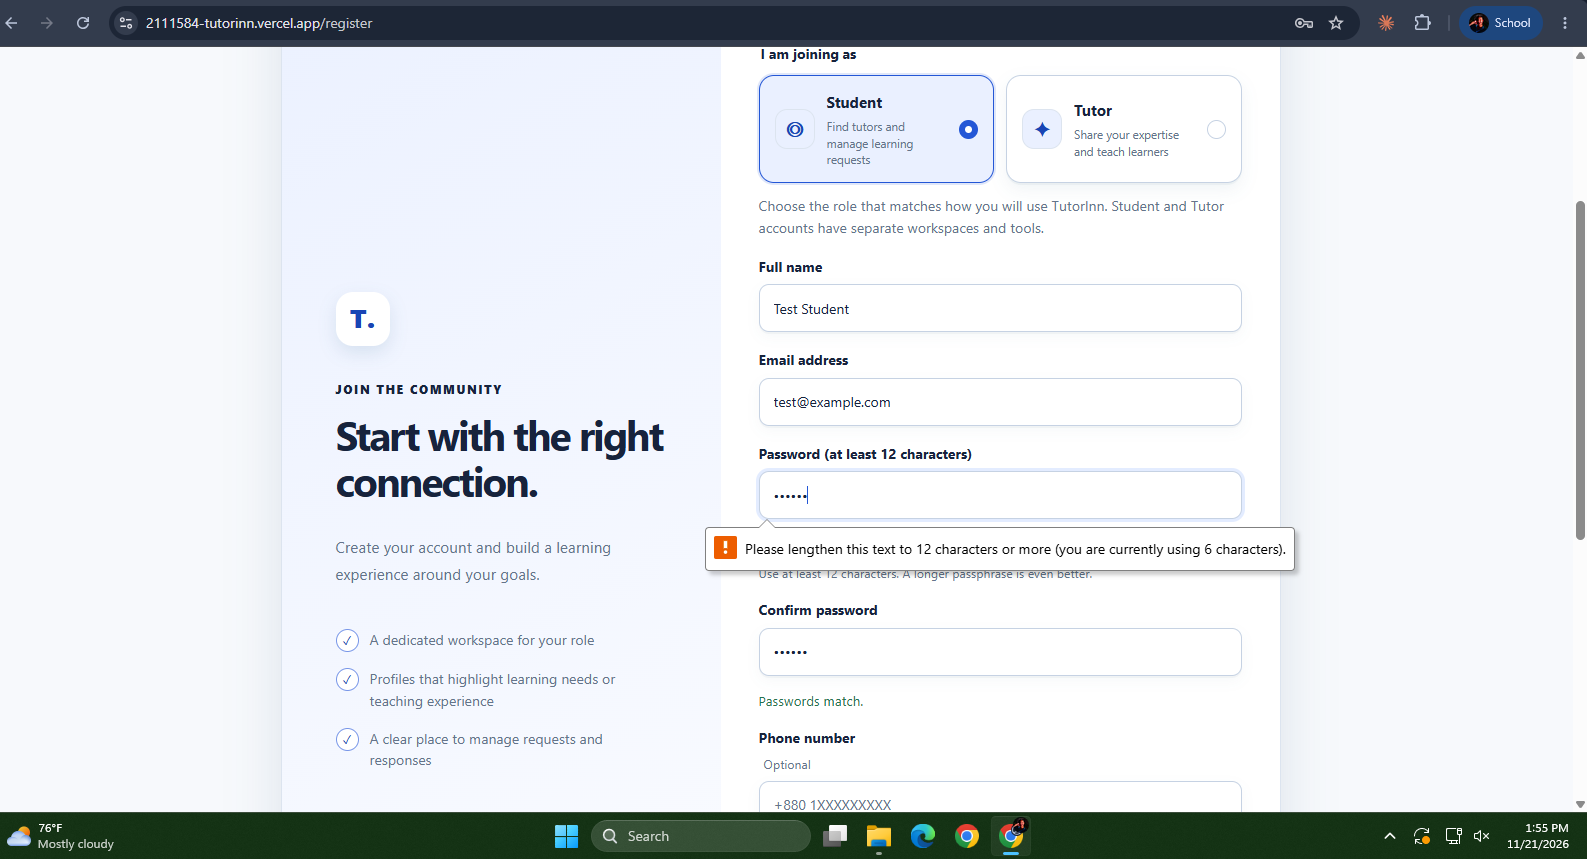 2111584-tutorinn.vercel.app/register
School
I am joining as
Student
Find tutors and
manage learning
requests
Tutor
Share your expertise
and teach learners
Choose the role that matches how you will use TutorInn. Student and Tutor
accounts have separate workspaces and tools.
Full name
Test Student
Email address
test@example.com
Password (at least 12 characters)
••••••
Please lengthen this text to 12 characters or more (you are currently using 6 characters).
Use at least 12 characters. A longer passphrase is even better.
Confirm password
••••••
Passwords match.
Phone number
Optional
+880 1XXXXXXXXX
T.
JOIN THE COMMUNITY
Start with the right
connection.
Create your account and build a learning
experience around your goals.
A dedicated workspace for your role
Profiles that highlight learning needs or
teaching experience
A clear place to manage requests and
responses
76°F
Mostly cloudy
Search
1:55 PM
11/21/2026